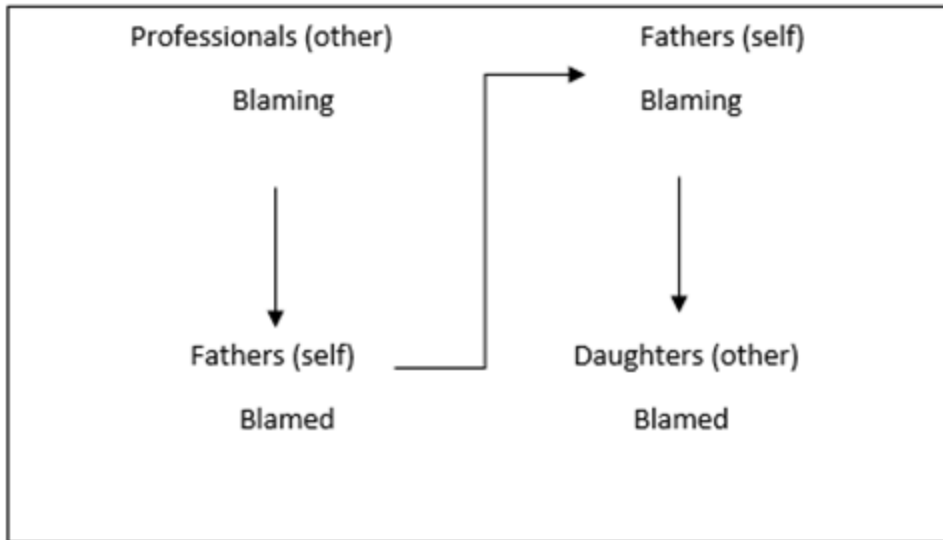 Professionals (other)
Blaming
Fathers (self)
Blamed
Fathers (self)
Blaming
Daughters (other)
Blamed